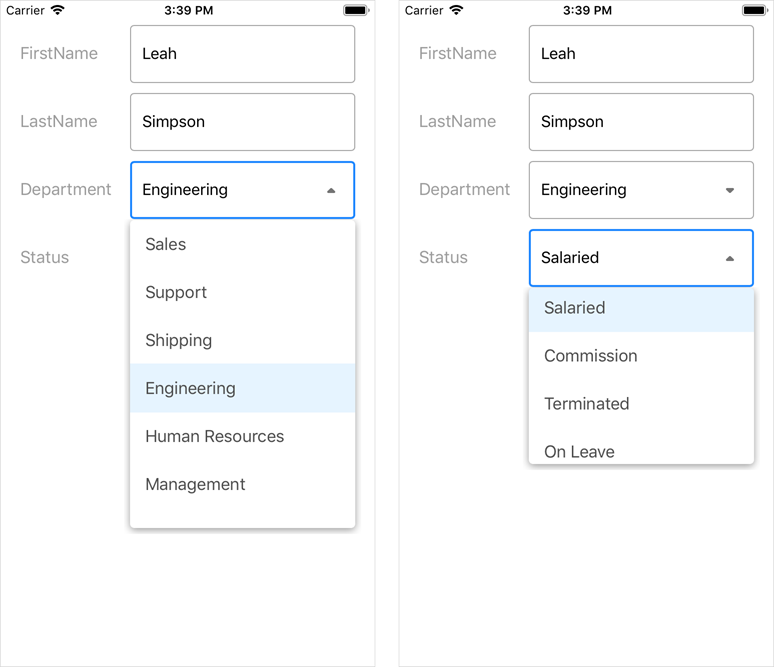 Carrier 3:39 PM
FirstName Leah
LastName Simpson
Department Engineering
Status
Sales
Support
Shipping
Engineering
Human Resources
Management
Carrier 3:39 PM
FirstName Leah
LastName Simpson
Department Engineering
Status Salaried
Salaried
Commission
Terminated
On Leave